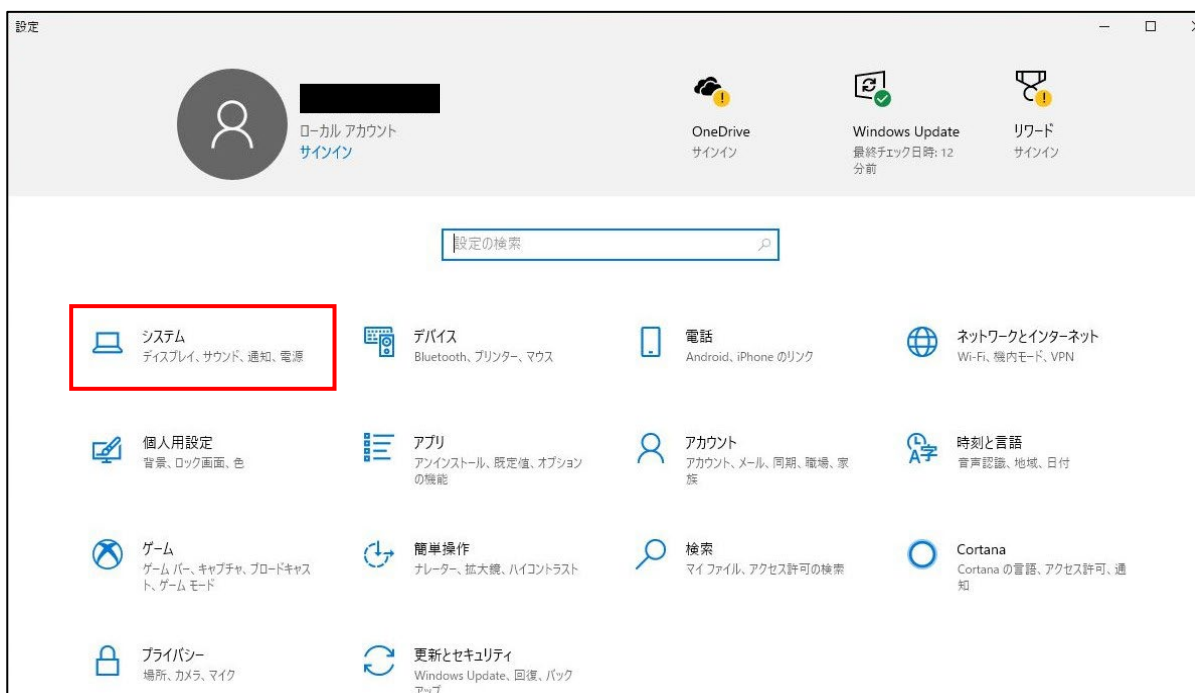 設定
ローカル アカウント
サインイン
OneDrive
サインイン
Windows Update
最終チェック日時: 12
分前
リワード
サインイン
設定の検索
システム
ディスプレイ、サウンド、通知、電源
デバイス
Bluetooth、プリンター、マウス
電話
Android、iPhone のリンク
ネットワークとインターネット
Wi-Fi、機内モード、VPN
個人用設定
背景、ロック画面、色
アプリ
アンインストール、既定値、オプション
の機能
アカウント
アカウント、メール、同期、職場、家
族
時刻と言語
音声認識、地域、日付
ゲーム
ゲーム バー、キャプチャ、ブロードキャス
ト、ゲーム モード
簡単操作
ナレーター、拡大鏡、ハイコントラスト
検索
マイ ファイル、アクセス許可の検索
Cortana
Cortana の言語、アクセス許可、通
知
プライバシー
場所、カメラ、マイク
更新とセキュリティ
Windows Update、回復、バック
アップ